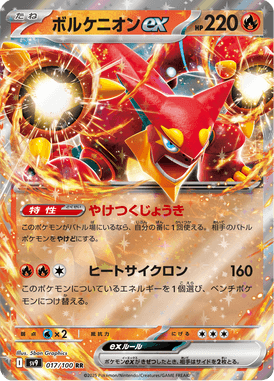 たね ボルケニオンex HP220
特性 やけつくじょうき
このポケモンがバトル場にいるなら、自分の番に1回使える。相手のバトル
ポケモンをやけどにする。
ヒートサイクロン 160
このポケモンについているエネルギーを1個選び、ベンチポケ
モンにつけ替える。
弱点 ×2 抵抗力 にげる
Illus. 5ban Graphics
I sv9 017/100 RR
exルール
ポケモンexがきぜつしたとき、相手はサイドを2枚とる。
©2025 Pokémon/Nintendo/Creatures/GAME FREAK